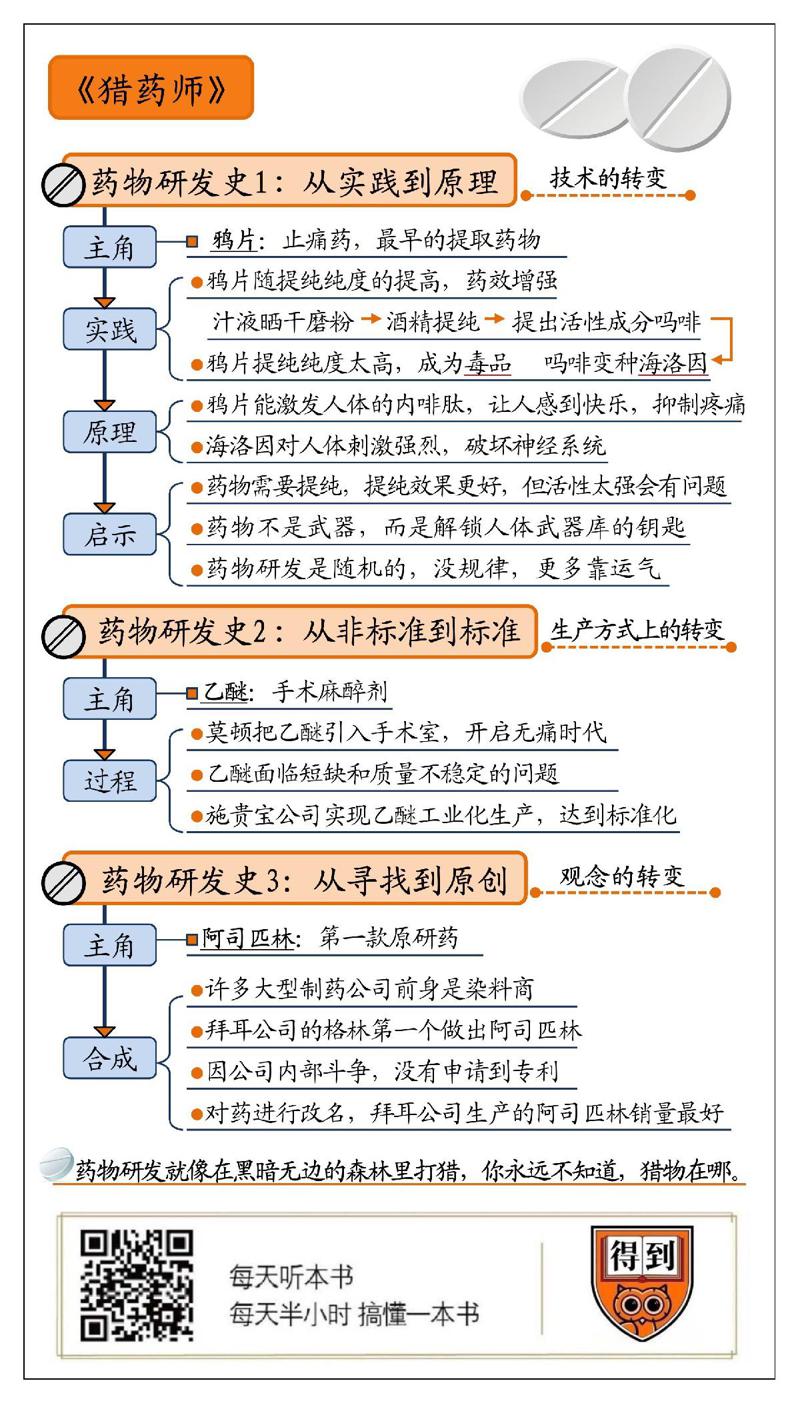 《猎药师》
药物研发史1：从实践到原理
技术的转变
主角
鸦片：止痛药，最早的提取药物
实践
鸦片随提纯纯度的提高，药效增强
汁液晒干磨粉
酒精提纯
提出活性成分吗啡
鸦片提纯纯度太高，成为毒品
吗啡变种海洛因
原理
鸦片能激发人体的内啡肽，让人感到快乐，抑制疼痛
海洛因对人体刺激强烈，破坏神经系统
启示
药物需要提纯，提纯效果更好，但活性太强会有问题
药物不是武器，而是解锁人体武器库的钥匙
药物研发是随机的，没规律，更多靠运气
药物研发史2：从非标准到标准
生产方式上的转变
主角
乙醚：手术麻醉剂
过程
莫顿把乙醚引入手术室，开启无痛时代
乙醚面临短缺和质量不稳定的问题
施贵宝公司实现乙醚工业化生产，达到标准化
药物研发史3：从寻找到原创
观念的转变
主角
阿司匹林：第一款原研药
合成
许多大型制药公司前身是染料商
拜耳公司的格林第一个做出阿司匹林
因公司内部斗争，没有申请到专利
对药进行改名，拜耳公司生产的阿司匹林销量最好
药物研发就像在黑暗无边的森林里打猎，你永远不知道，猎物在哪。
每天听本书
每天半小时 搞懂一本书
得到